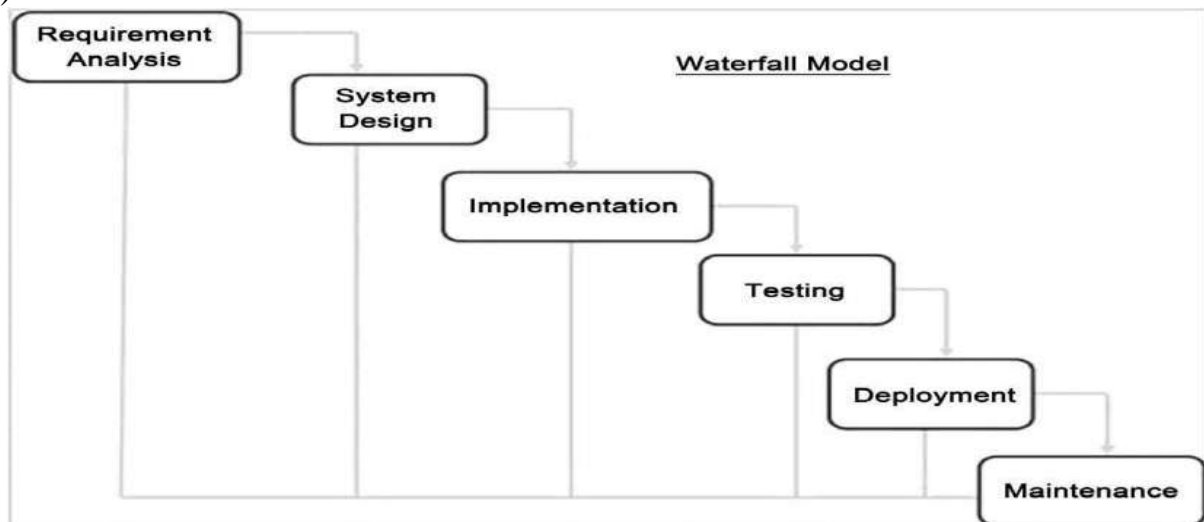 )
Requirement
Analysis
Waterfall Model
System
Design
Implementation
Testing
Deployment
Maintenance